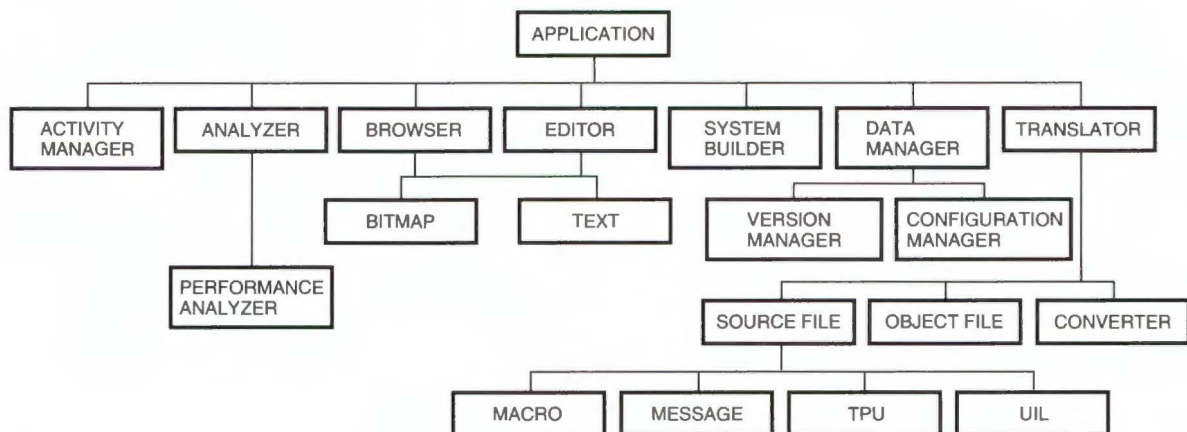 APPLICATION
ACTIVITY
MANAGER
ANALYZER
BROWSER
EDITOR
SYSTEM
BUILDER
DATA
MANAGER
TRANSLATOR
BITMAP
TEXT
VERSION
MANAGER
CONFIGURATION
MANAGER
PERFORMANCE
ANALYZER
SOURCE FILE
OBJECT FILE
CONVERTER
MACRO
MESSAGE
TPU
UIL